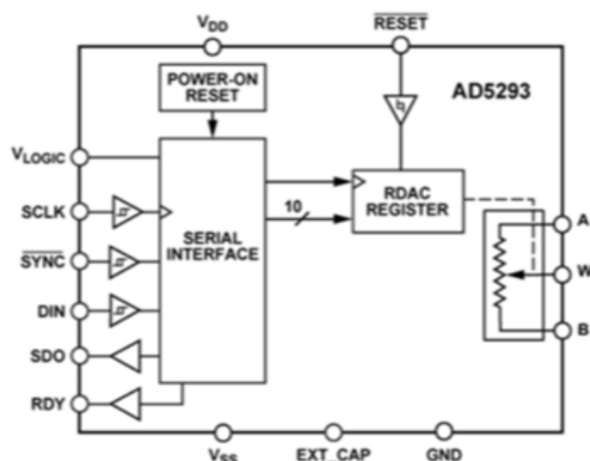 VDD
RESET
POWER-ON
RESET
AD5293
VLOGIC
SCLK
SYNC
DIN
SDO
RDY
SERIAL
INTERFACE
10
RDAC
REGISTER
A
W
B
VSS
EXT_CAP
GND